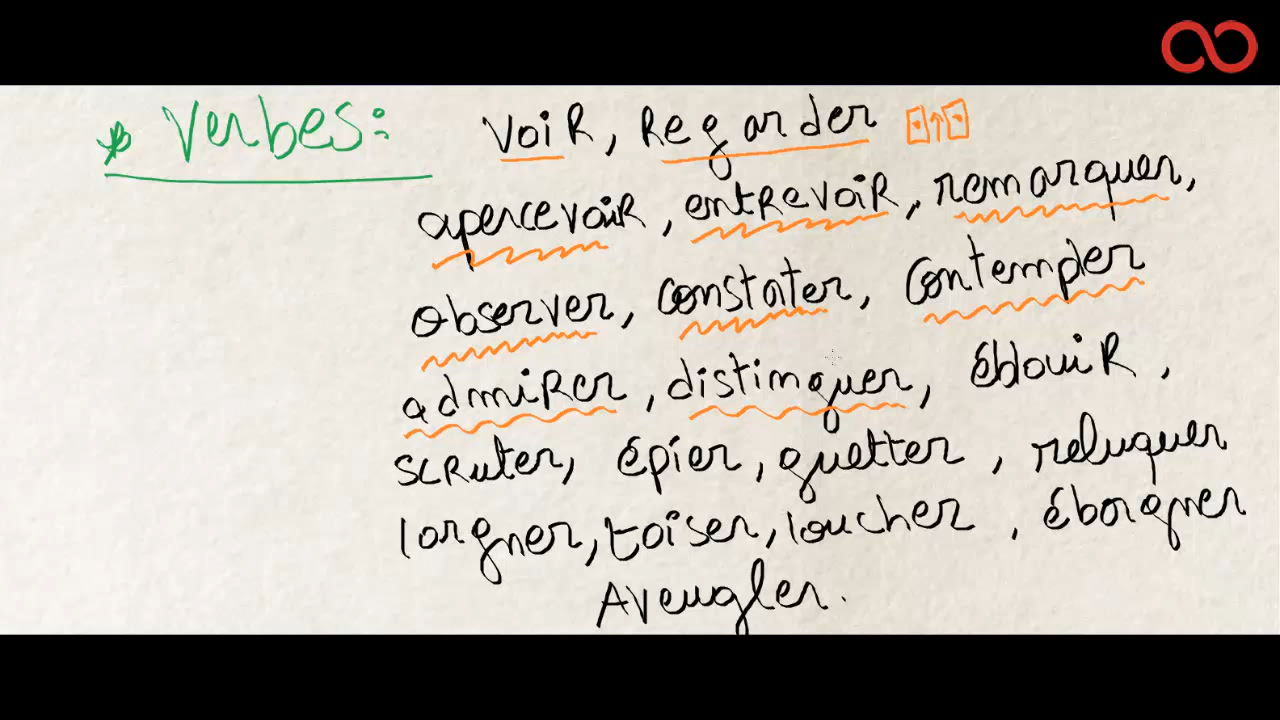 * Verbes: Voir, Regarder
apercevoir, entrevoir, remarquer,
observer, constater, contempler
admirer, distinguer, éblouir,
scruter, épier, guetter, reluquer
lorgner, toiser, loucher, éborgner
Aveugler.